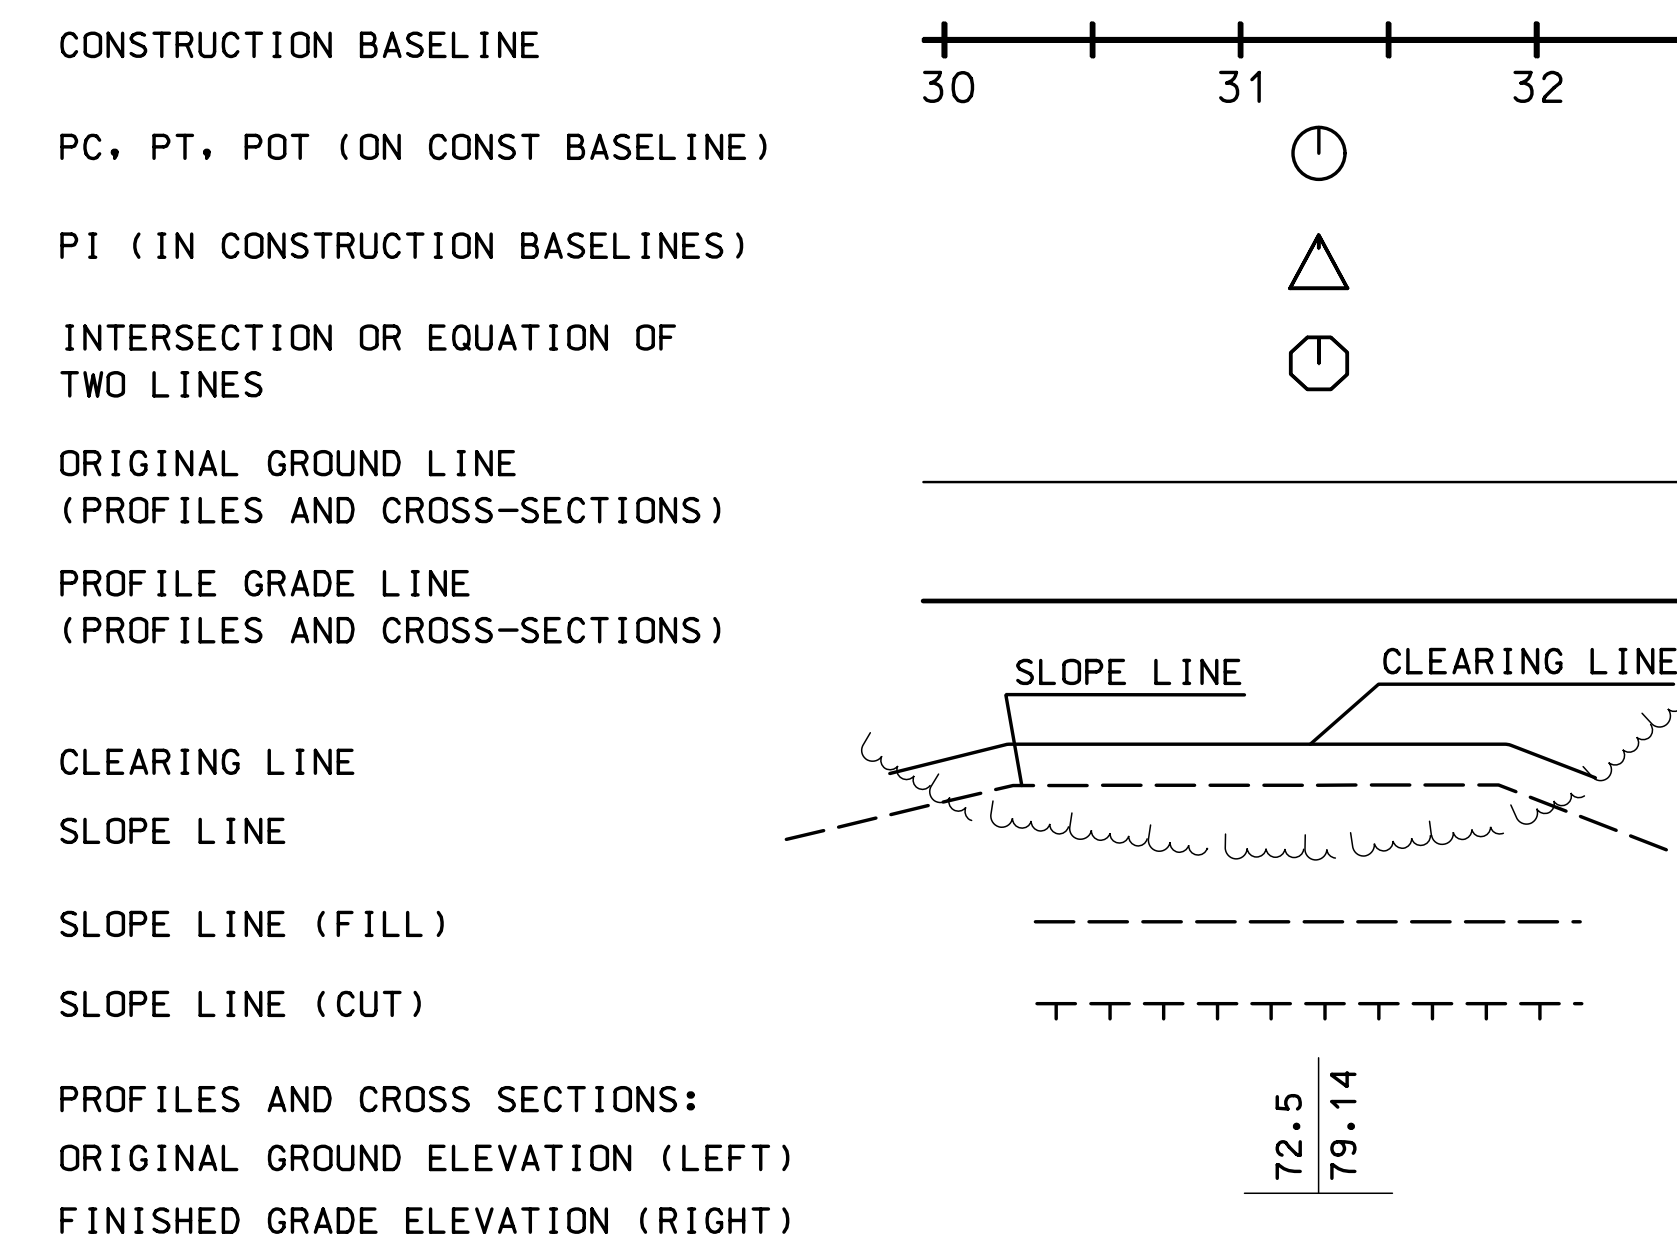 CONSTRUCTION BASELINE
30 31 32
PC, PT, POT (ON CONST BASELINE)
PI (IN CONSTRUCTION BASELINES)
INTERSECTION OR EQUATION OF
TWO LINES
ORIGINAL GROUND LINE
(PROFILES AND CROSS-SECTIONS)
PROFILE GRADE LINE
(PROFILES AND CROSS-SECTIONS)
SLOPE LINE
CLEARING LINE
CLEARING LINE
SLOPE LINE
SLOPE LINE (FILL)
SLOPE LINE (CUT)
PROFILES AND CROSS SECTIONS:
ORIGINAL GROUND ELEVATION (LEFT)
FINISHED GRADE ELEVATION (RIGHT)
72.5
79.14